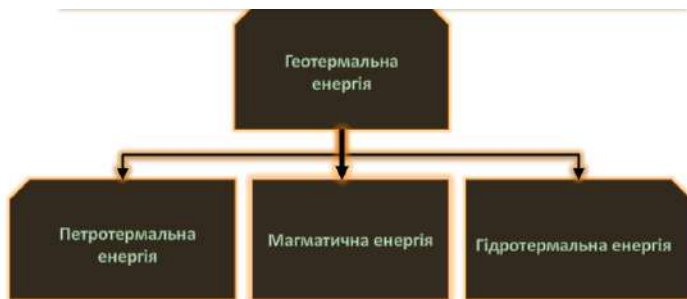 Геотермальна
енергія
Петротермальна
енергія
Магматична енергія
Гідротермальна енергія